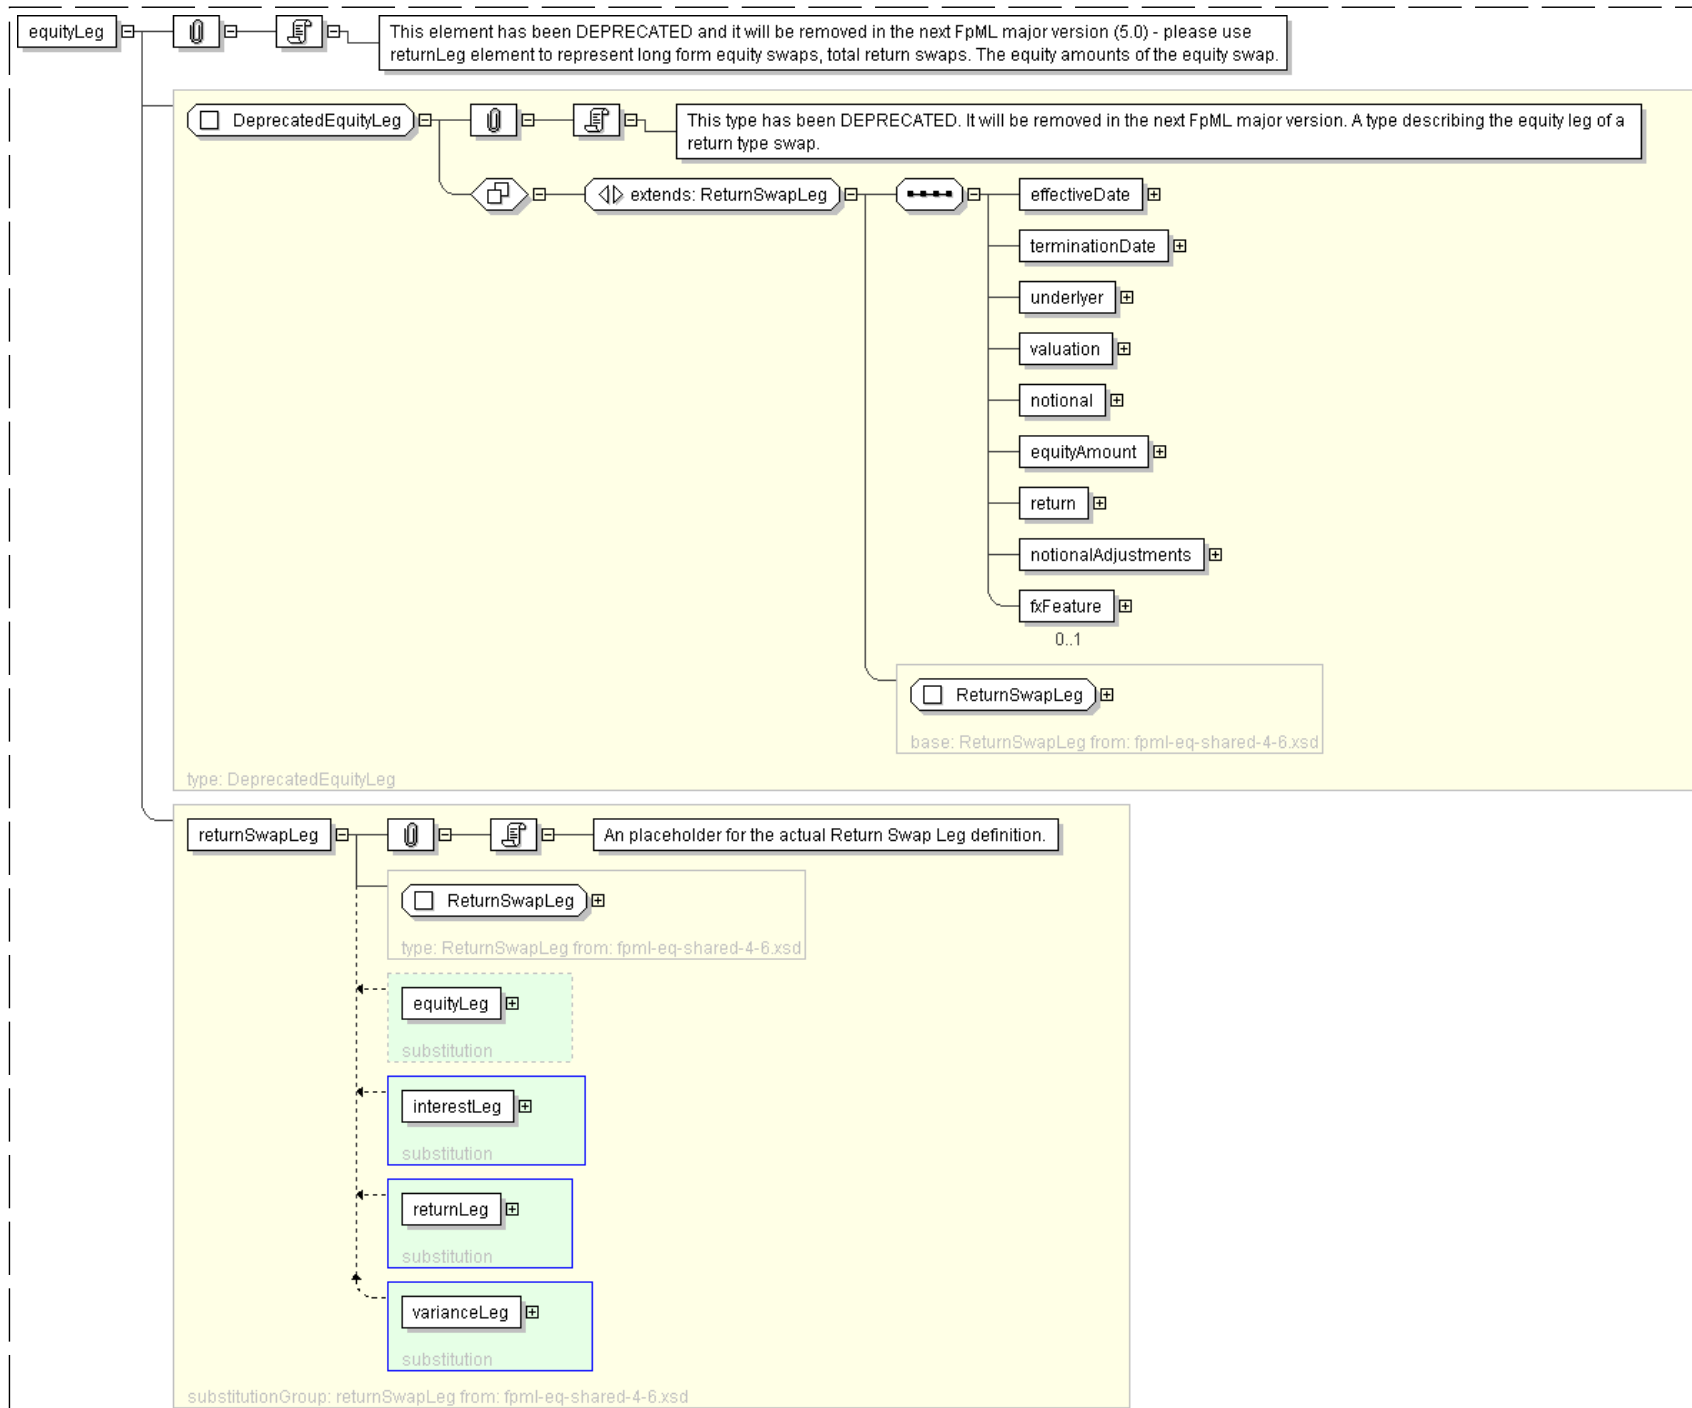 equityLeg
This element has been DEPRECATED and it will be removed in the next FpML major version (5.0) - please use
returnLeg element to represent long form equity swaps, total return swaps. The equity amounts of the equity swap.
DeprecatedEquityLeg
This type has been DEPRECATED. It will be removed in the next FpML major version. A type describing the equity leg of a
return type swap.
extends: ReturnSwapLeg
effectiveDate
terminationDate
underlyer
valuation
notional
equityAmount
return
notionalAdjustments
fxFeature
0..1
ReturnSwapLeg
base: ReturnSwapLeg from: fpml-eq-shared-4-6.xsd
type: DeprecatedEquityLeg
returnSwapLeg
An placeholder for the actual Return Swap Leg definition.
ReturnSwapLeg
type: ReturnSwapLeg from: fpml-eq-shared-4-6.xsd
equityLeg
substitution
interestLeg
substitution
returnLeg
substitution
varianceLeg
substitution
substitutionGroup: returnSwapLeg from: fpml-eq-shared-4-6.xsd